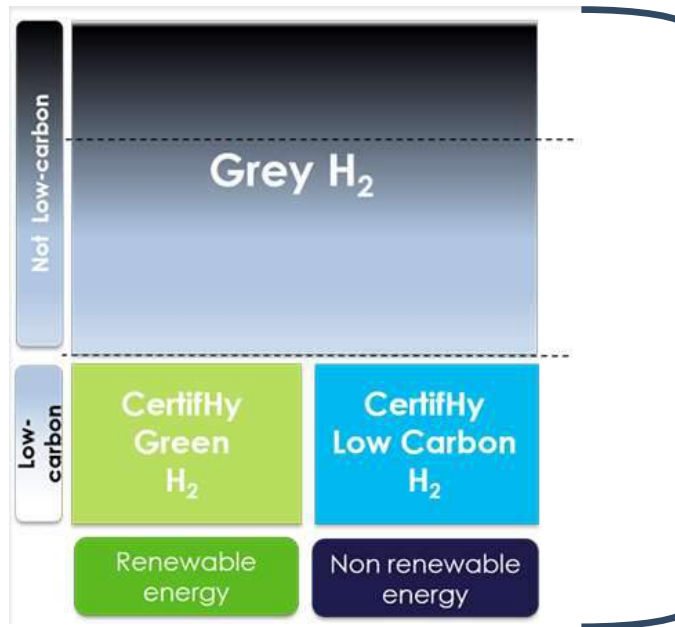 Not Low-carbon
Grey H₂
Low-
carbon
CertifHy
Green
H₂
CertifHy
Low Carbon
H₂
Renewable
energy
Non renewable
energy